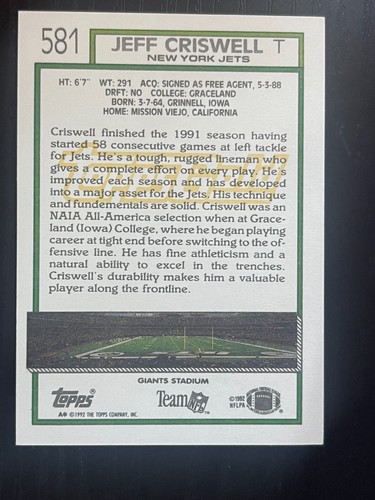 581 JEFF CRISWELL T
NEW YORK JETS
HT: 6'7" WT: 291 ACQ: SIGNED AS FREE AGENT, 5-3-88
DRFT: NO COLLEGE: GRACELAND
BORN: 3-7-64, GRINNELL, IOWA
HOME: MISSION VIEJO, CALIFORNIA
Criswell finished the 1991 season having
started 58 consecutive games at left tackle
for Jets. He's a tough, rugged lineman who
gives a complete effort on every play. He's
improved each season and has developed
into a major asset for the Jets. His technique
and fundementals are solid. Criswell was an
NAIA All-America selection when at Grace-
land (Iowa) College, where he began playing
career at tight end before switching to the of-
fensive line. He has fine athleticism and a
natural ability to excel in the trenches.
Criswell's durability makes him a valuable
player along the frontline.
GIANTS STADIUM
Topps® Team NFL ©1992 NFLPA
A® ©1992 THE TOPPS COMPANY, INC.